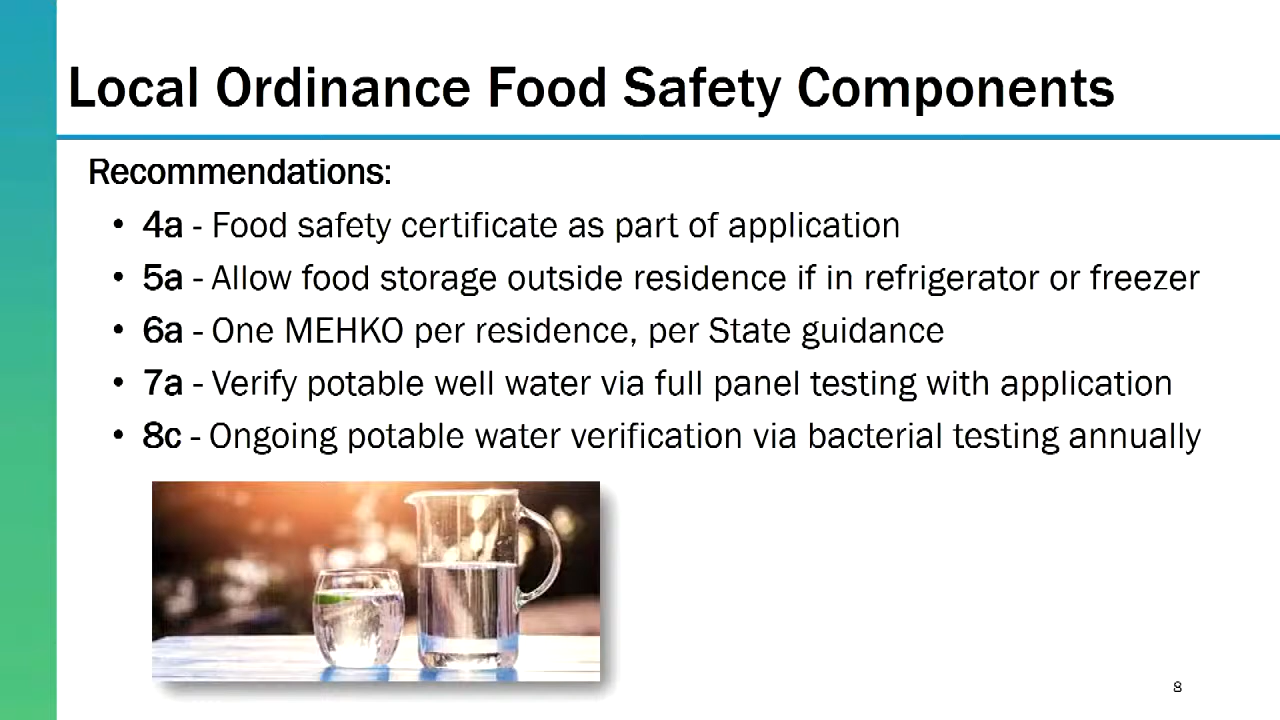 Local Ordinance Food Safety Components
Recommendations:
• 4a - Food safety certificate as part of application
• 5a - Allow food storage outside residence if in refrigerator or freezer
• 6a - One MEHKO per residence, per State guidance
• 7a - Verify potable well water via full panel testing with application
• 8c - Ongoing potable water verification via bacterial testing annually
8